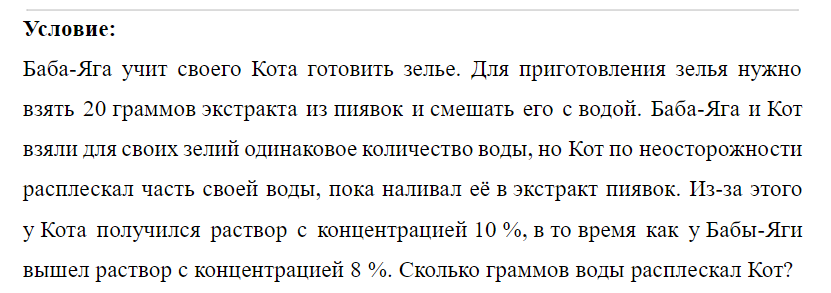 Условие:
Баба-Яга учит своего Кота готовить зелье. Для приготовления зелья нужно
взять 20 граммов экстракта из пиявок и смешать его с водой. Баба-Яга и Кот
взяли для своих зелий одинаковое количество воды, но Кот по неосторожности
расплескал часть своей воды, пока наливал её в экстракт пиявок. Из-за этого
у Кота получился раствор с концентрацией 10 %, в то время как у Бабы-Яги
вышел раствор с концентрацией 8 %. Сколько граммов воды расплескал Кот?